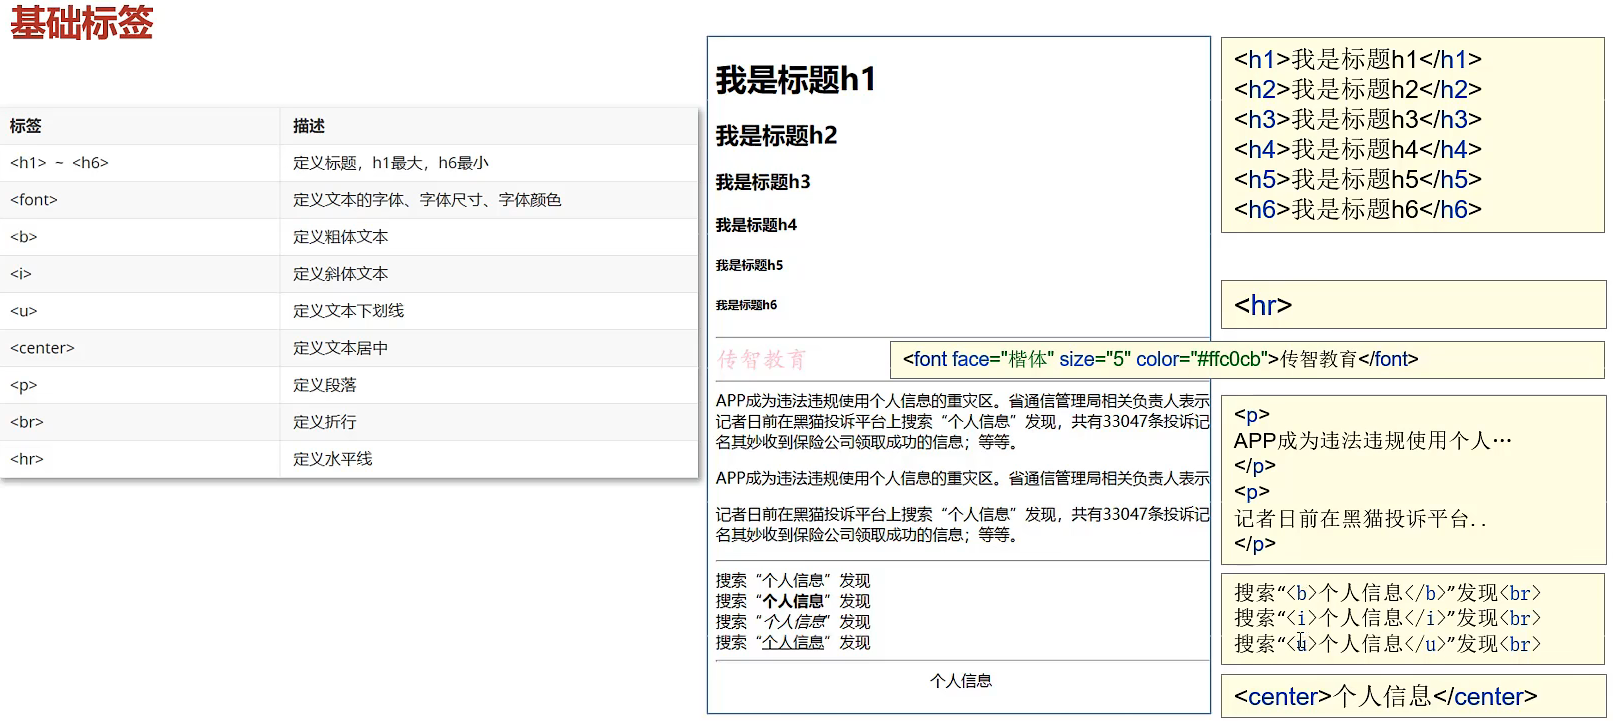 基础标签
标签 描述
<h1> ~ <h6> 定义标题，h1最大，h6最小
<font> 定义文本的字体、字体尺寸、字体颜色
<b> 定义粗体文本
<i> 定义斜体文本
<u> 定义文本下划线
<center> 定义文本居中
<p> 定义段落
<br> 定义折行
<hr> 定义水平线
我是标题h1
我是标题h2
我是标题h3
我是标题h4
我是标题h5
我是标题h6
传智教育
APP成为违法违规使用个人信息的重灾区。省通信管理局相关负责人表示
记者日前在黑猫投诉平台上搜索“个人信息”发现，共有33047条投诉记
名其妙收到保险公司领取成功的信息；等等。
APP成为违法违规使用个人信息的重灾区。省通信管理局相关负责人表示
记者日前在黑猫投诉平台上搜索“个人信息”发现，共有33047条投诉记
名其妙收到保险公司领取成功的信息；等等。
搜索“个人信息”发现
搜索“个人信息”发现
搜索“个人信息”发现
搜索“个人信息”发现
个人信息
<h1>我是标题h1</h1>
<h2>我是标题h2</h2>
<h3>我是标题h3</h3>
<h4>我是标题h4</h4>
<h5>我是标题h5</h5>
<h6>我是标题h6</h6>
<hr>
<font face="楷体" size="5" color="#ffc0cb">传智教育</font>
<p>
APP成为违法违规使用个人…
</p>
<p>
记者日前在黑猫投诉平台..
</p>
搜索“<b>个人信息</b>”发现<br>
搜索“<i>个人信息</i>”发现<br>
搜索“<u>个人信息</u>”发现<br>
<center>个人信息</center>